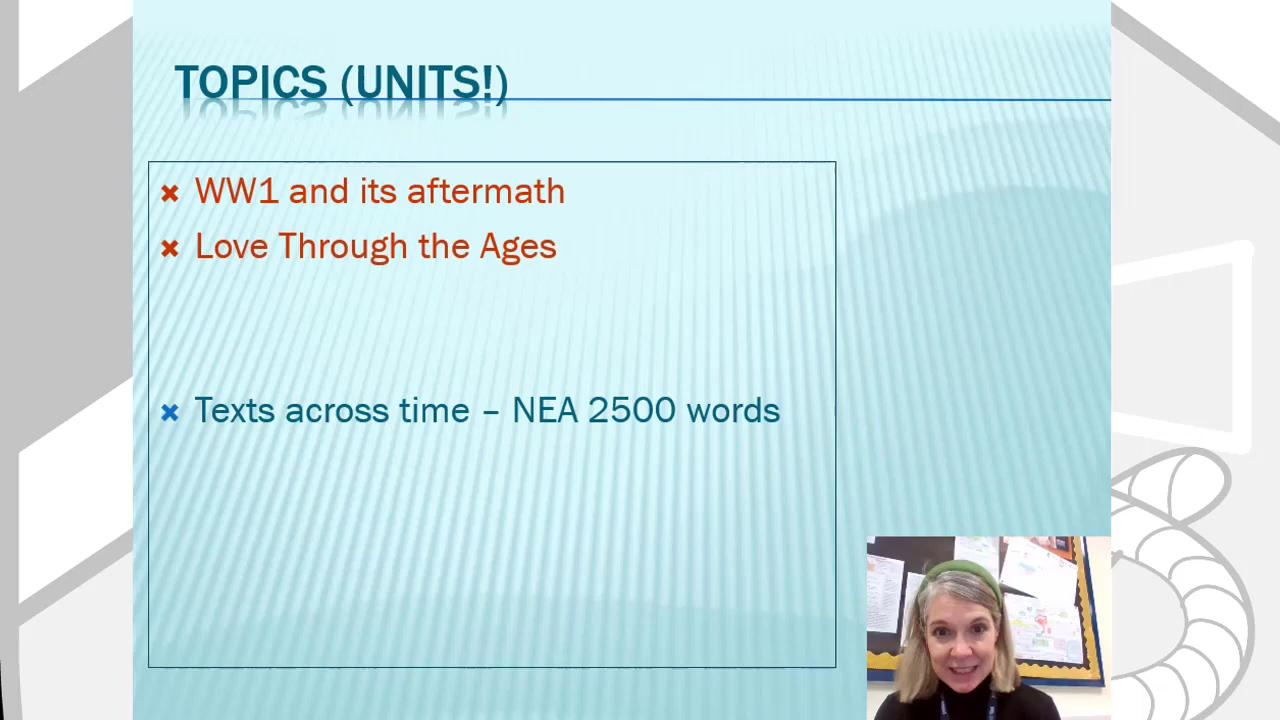 TOPICS (UNITS!)
WW1 and its aftermath
Love Through the Ages
Texts across time – NEA 2500 words